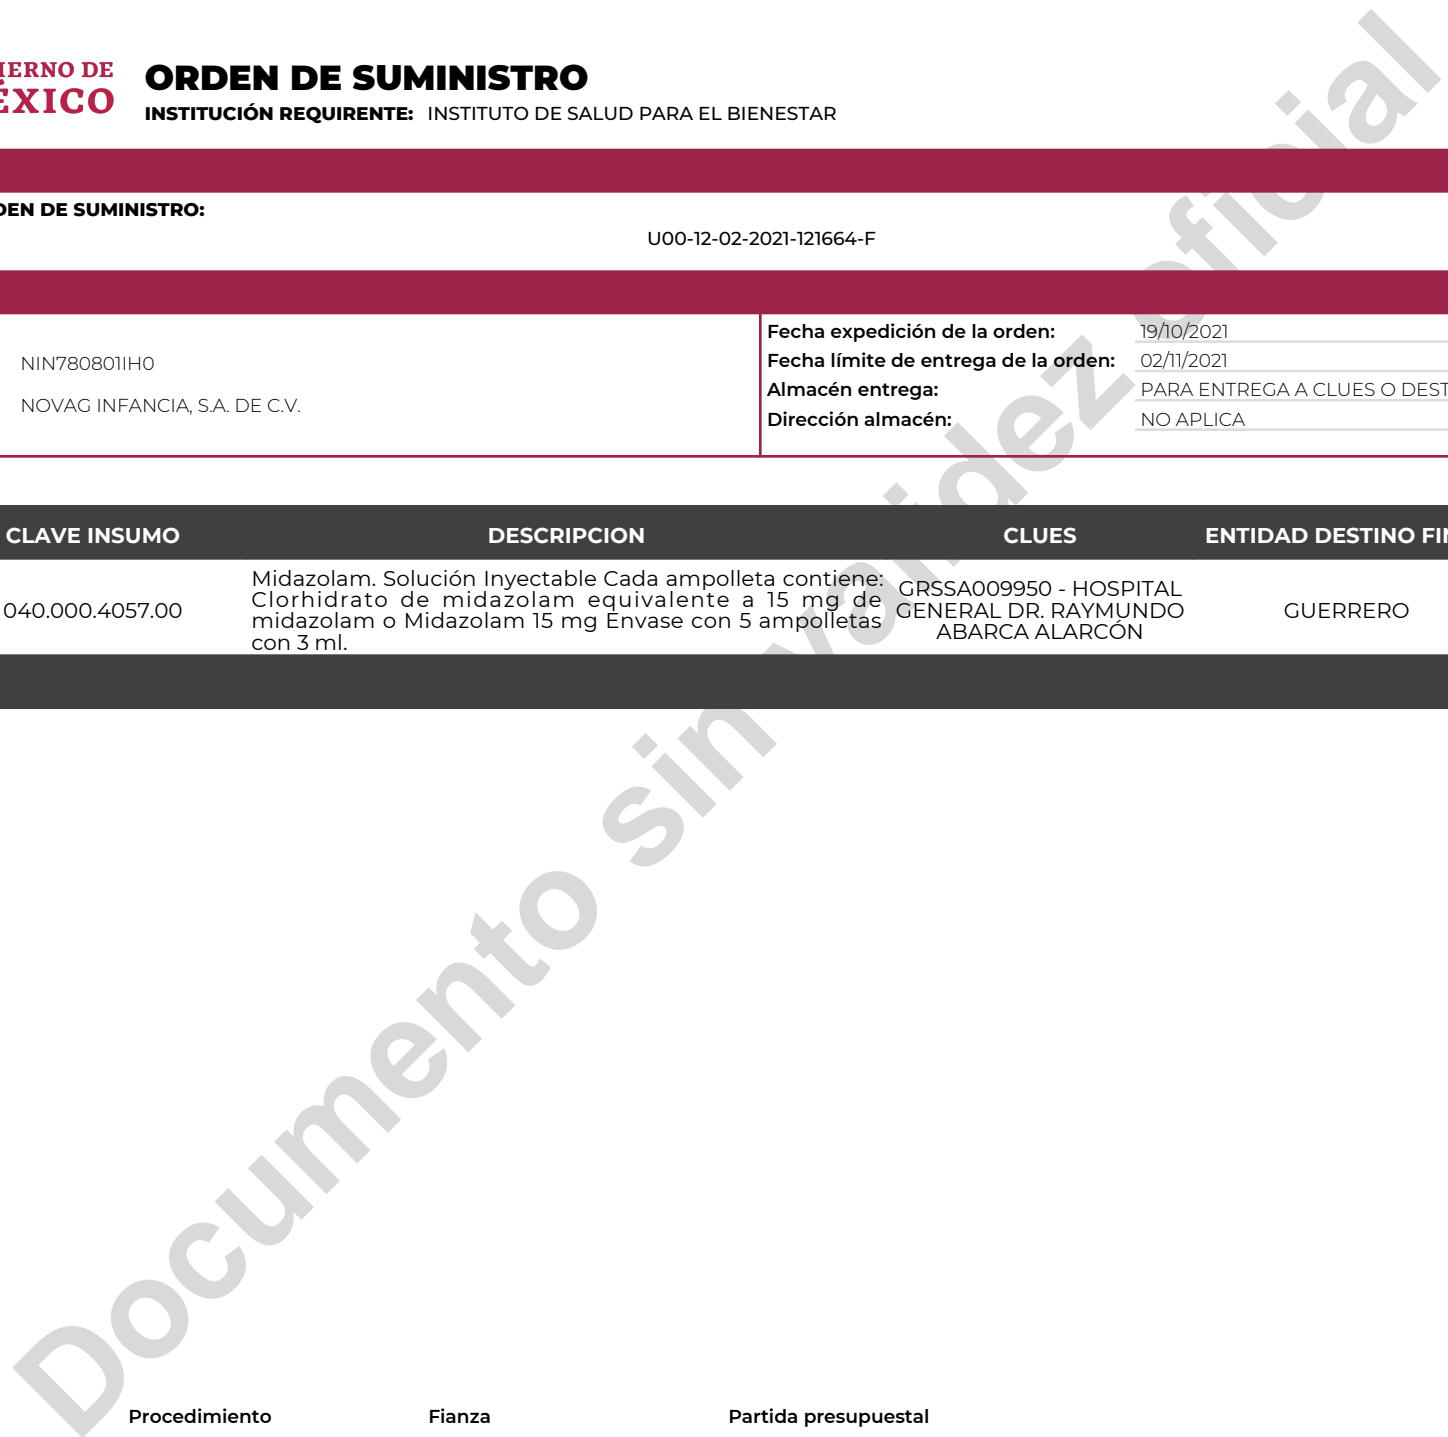 IERNO DE
ÉXICO
ORDEN DE SUMINISTRO
INSTITUCIÓN REQUIRENTE: INSTITUTO DE SALUD PARA EL BIENESTAR
DEN DE SUMINISTRO:
U00-12-02-2021-121664-F
NIN780801IH0
NOVAG INFANCIA, S.A. DE C.V.
Fecha expedición de la orden: 19/10/2021
Fecha límite de entrega de la orden: 02/11/2021
Almacén entrega: PARA ENTREGA A CLUES O DEST
Dirección almacén: NO APLICA
CLAVE INSUMO DESCRIPCION CLUES ENTIDAD DESTINO FIN
040.000.4057.00
Midazolam. Solución Inyectable Cada ampolleta contiene:
Clorhidrato de midazolam equivalente a 15 mg de
midazolam o Midazolam 15 mg Envase con 5 ampolletas
con 3 ml.
GRSSA009950 - HOSPITAL
GENERAL DR. RAYMUNDO
ABARCA ALARCÓN
GUERRERO
Documento sin validez oficial
Procedimiento Fianza Partida presupuestal